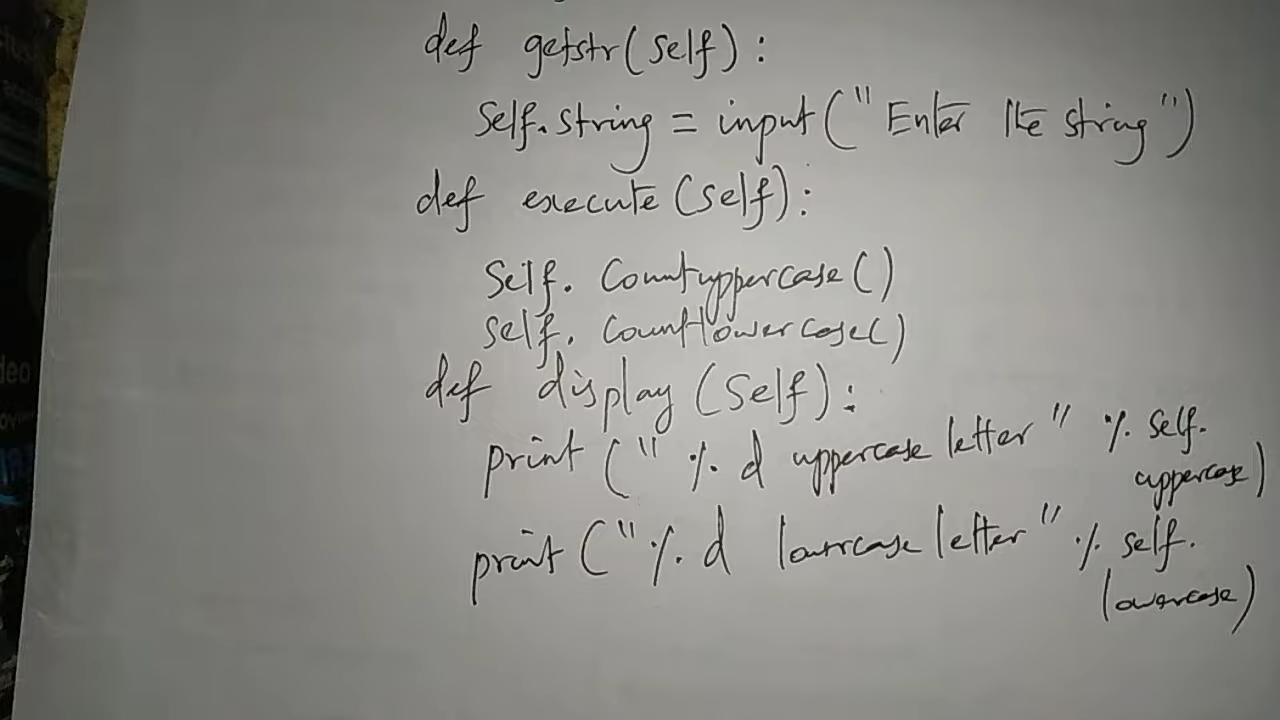 def getstr(self):
self.string = input("Enter the string")
def execute(self):
self. Countuppercase()
self. Countlowercase()
def display(self):
print("%d uppercase letter" % self.
uppercase)
print("%d lowercase letter" % self.
lowercase)